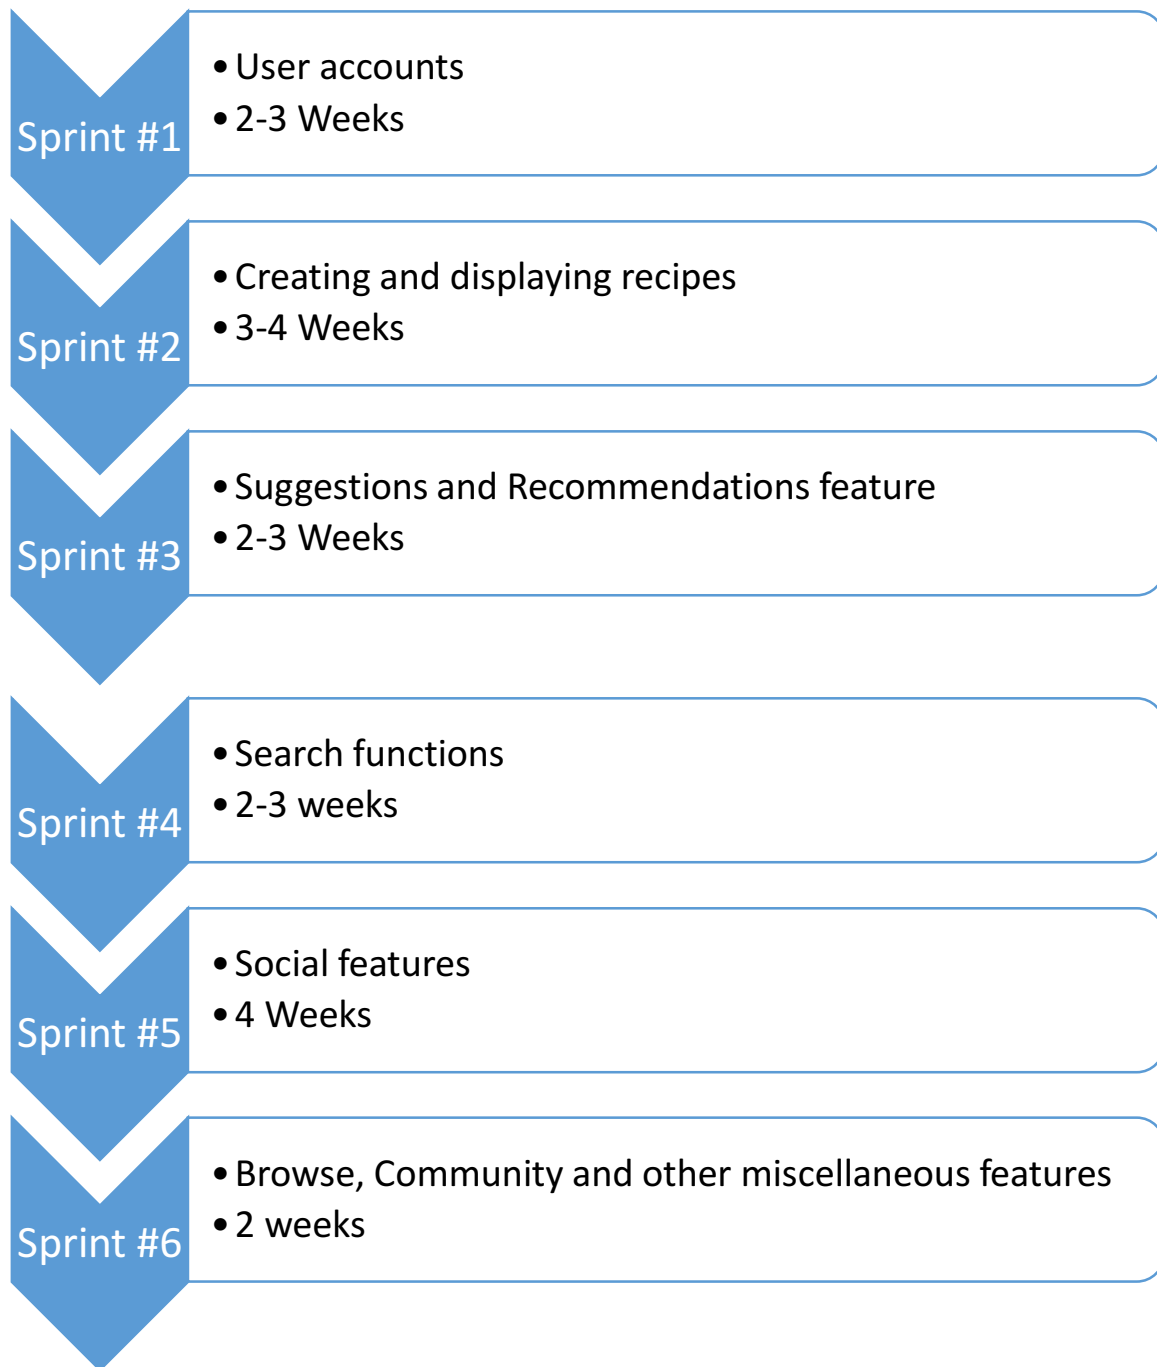 Sprint #1
• User accounts
• 2-3 Weeks
Sprint #2
• Creating and displaying recipes
• 3-4 Weeks
Sprint #3
• Suggestions and Recommendations feature
• 2-3 Weeks
Sprint #4
• Search functions
• 2-3 weeks
Sprint #5
• Social features
• 4 Weeks
Sprint #6
• Browse, Community and other miscellaneous features
• 2 weeks